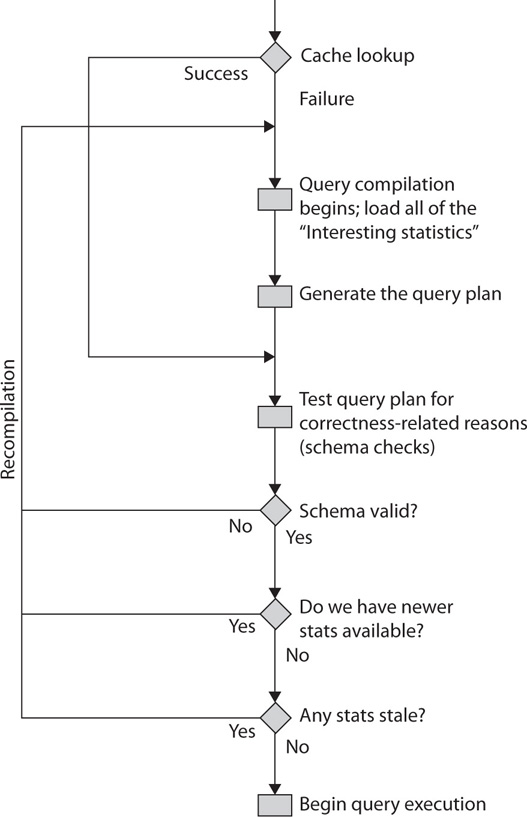 Cache lookup
Success
Failure
Query compilation
begins; load all of the
“Interesting statistics”
Generate the query plan
Recompilation
Test query plan for
correctness-related reasons
(schema checks)
Schema valid?
No
Yes
Do we have newer
stats available?
Yes
No
Any stats stale?
Yes
No
Begin query execution